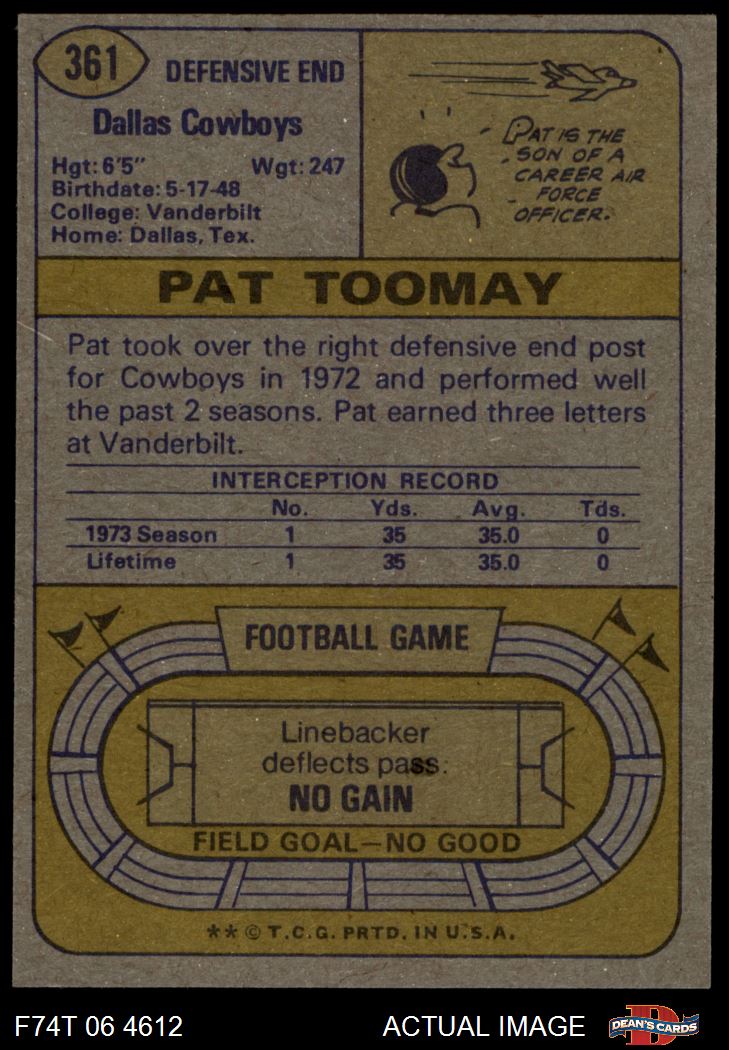 361
DEFENSIVE END
Dallas Cowboys
Hgt: 6'5" Wgt: 247
Birthdate: 5-17-48
College: Vanderbilt
Home: Dallas, Tex.
PAT IS THE
SON OF A
CAREER AIR
FORCE
OFFICER.
PAT TOOMAY
Pat took over the right defensive end post
for Cowboys in 1972 and performed well
the past 2 seasons. Pat earned three letters
at Vanderbilt.
INTERCEPTION RECORD
No. Yds. Avg. Tds.
1973 Season 1 35 35.0 0
Lifetime 1 35 35.0 0
FOOTBALL GAME
Linebacker
deflects pass:
NO GAIN
FIELD GOAL—NO GOOD
** © T.C.G. PRTD. IN U.S.A.
F74T 06 4612 ACTUAL IMAGE
D
DEAN'S CARDS